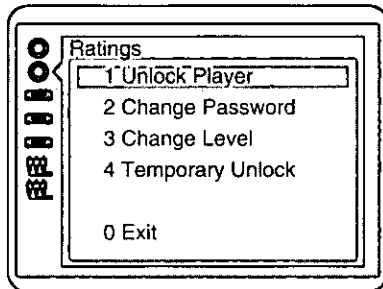 Ratings
1 Unlock Player
2 Change Password
3 Change Level
4 Temporary Unlock
0 Exit